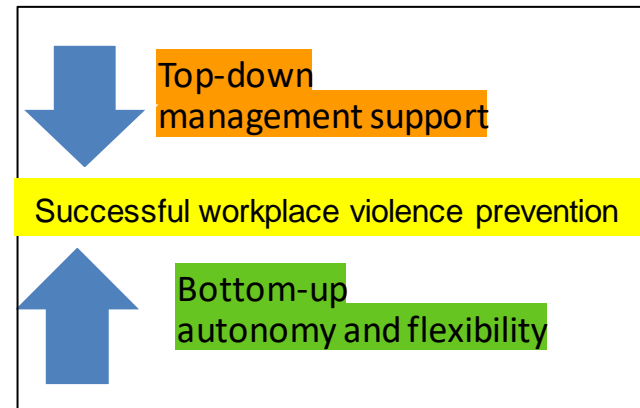 Top-down
management support
Successful workplace violence prevention
Bottom-up
autonomy and flexibility